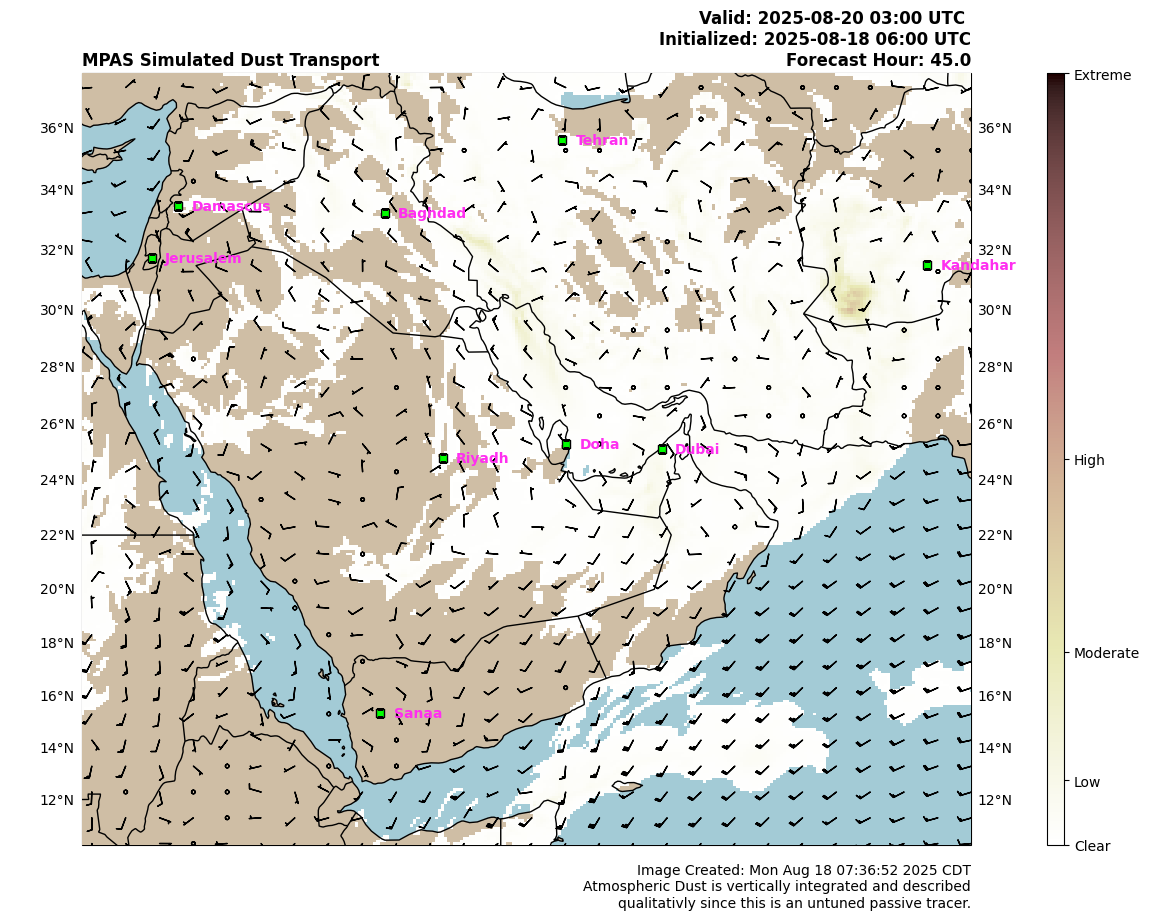 Valid: 2025-08-20 03:00 UTC
Initialized: 2025-08-18 06:00 UTC
MPAS Simulated Dust Transport
Forecast Hour: 45.0
Extreme
36°N
36°N
Tehran
34°N
34°N
Damascus
Baghdad
32°N
32°N
Jerusalem
Kandahar
30°N
30°N
28°N
28°N
26°N
26°N
Doha
Dubai
Riyadh
High
24°N
24°N
22°N
22°N
20°N
20°N
18°N
18°N
Moderate
16°N
16°N
Sanaa
14°N
14°N
Low
12°N
12°N
Clear
Image Created: Mon Aug 18 07:36:52 2025 CDT
Atmospheric Dust is vertically integrated and described
qualitativly since this is an untuned passive tracer.